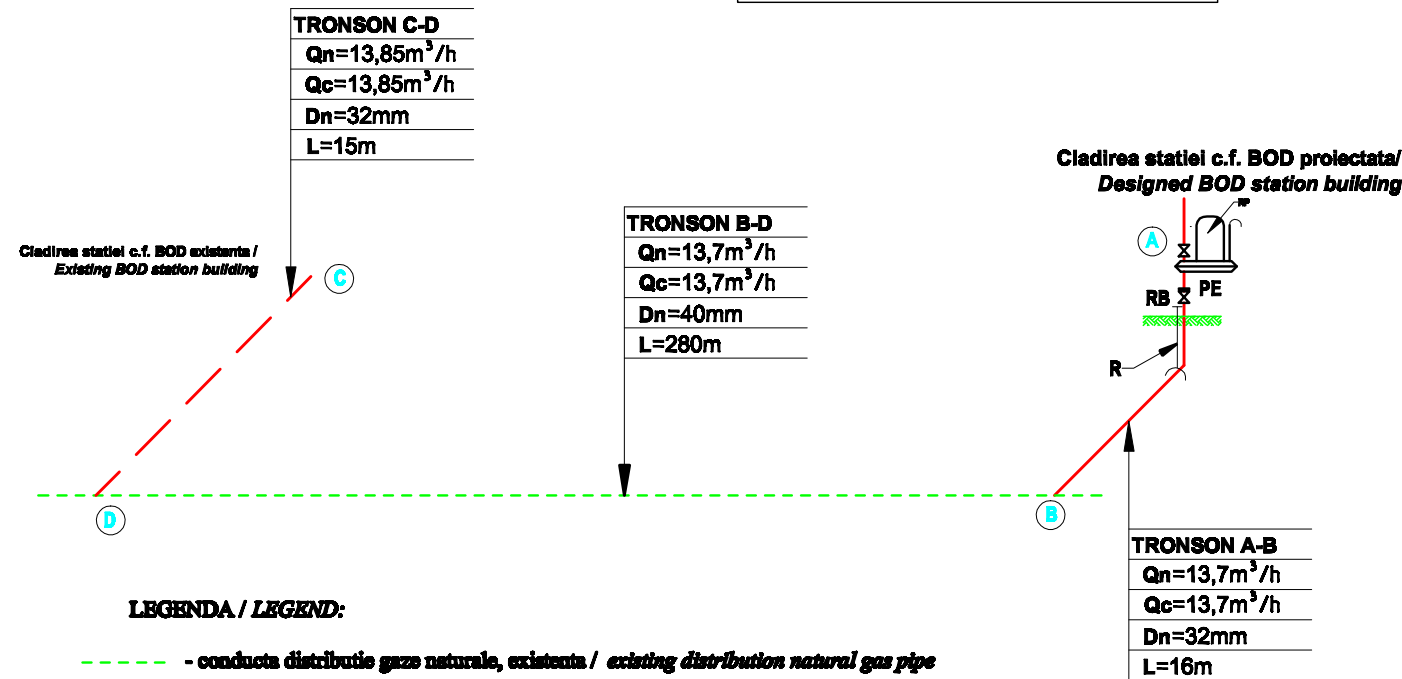 TRONSON C-D
Qn=13,85m³/h
Qc=13,85m³/h
Dn=32mm
L=15m
Cladirea statiei c.f. BOD proiectata/
Designed BOD station building
RP
A
PE
RB
R
TRONSON B-D
Qn=13,7m³/h
Qc=13,7m³/h
Dn=40mm
L=280m
Cladirea statiei c.f. BOD existenta /
Existing BOD station building
C
D
B
TRONSON A-B
Qn=13,7m³/h
Qc=13,7m³/h
Dn=32mm
L=16m
LEGENDA / LEGEND:
- conducta distributie gaze naturale, existenta / existing distribution natural gas pipe